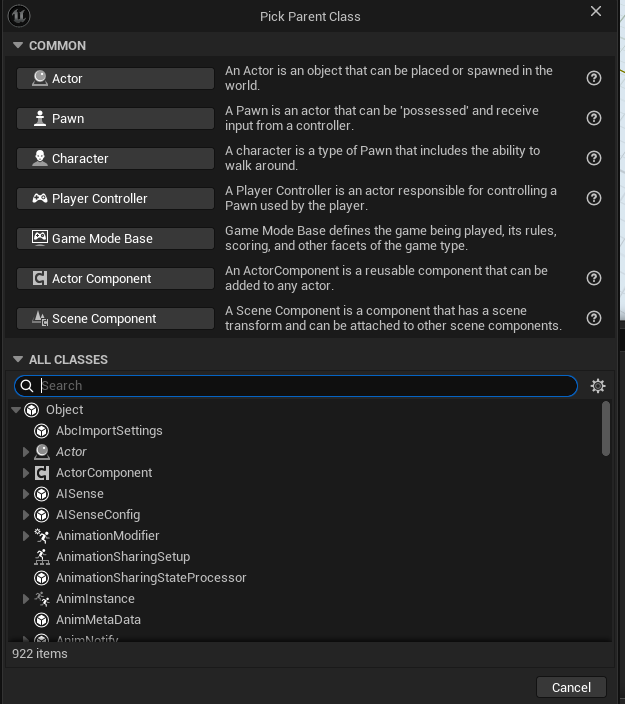 Pick Parent Class
COMMON
Actor
An Actor is an object that can be placed or spawned in the
world.
Pawn
A Pawn is an actor that can be 'possessed' and receive
input from a controller.
Character
A character is a type of Pawn that includes the ability to
walk around.
Player Controller
A Player Controller is an actor responsible for controlling a
Pawn used by the player.
Game Mode Base
Game Mode Base defines the game being played, its rules,
scoring, and other facets of the game type.
Actor Component
An ActorComponent is a reusable component that can be
added to any actor.
Scene Component
A Scene Component is a component that has a scene
transform and can be attached to other scene components.
ALL CLASSES
Search
Object
AbcImportSettings
Actor
ActorComponent
AISense
AISenseConfig
AnimationModifier
AnimationSharingSetup
AnimationSharingStateProcessor
AnimInstance
AnimMetaData
AnimNotify
922 items
Cancel